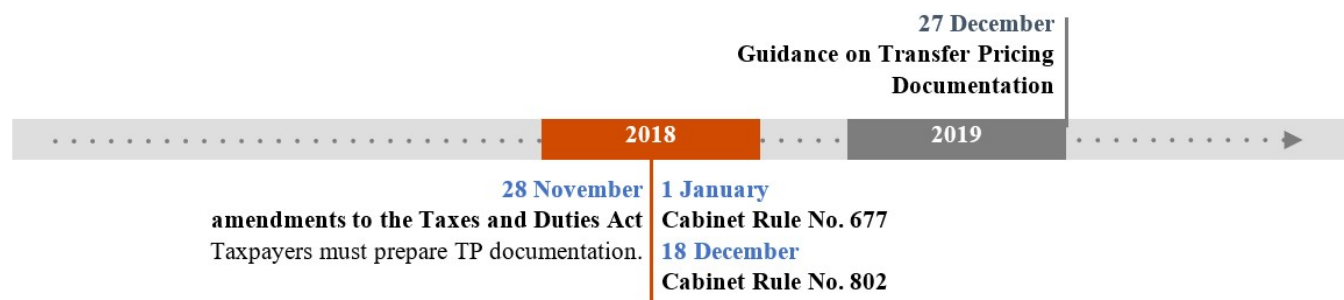 27 December
Guidance on Transfer Pricing
Documentation
2018
2019
28 November
amendments to the Taxes and Duties Act
Taxpayers must prepare TP documentation.
1 January
Cabinet Rule No. 677
18 December
Cabinet Rule No. 802